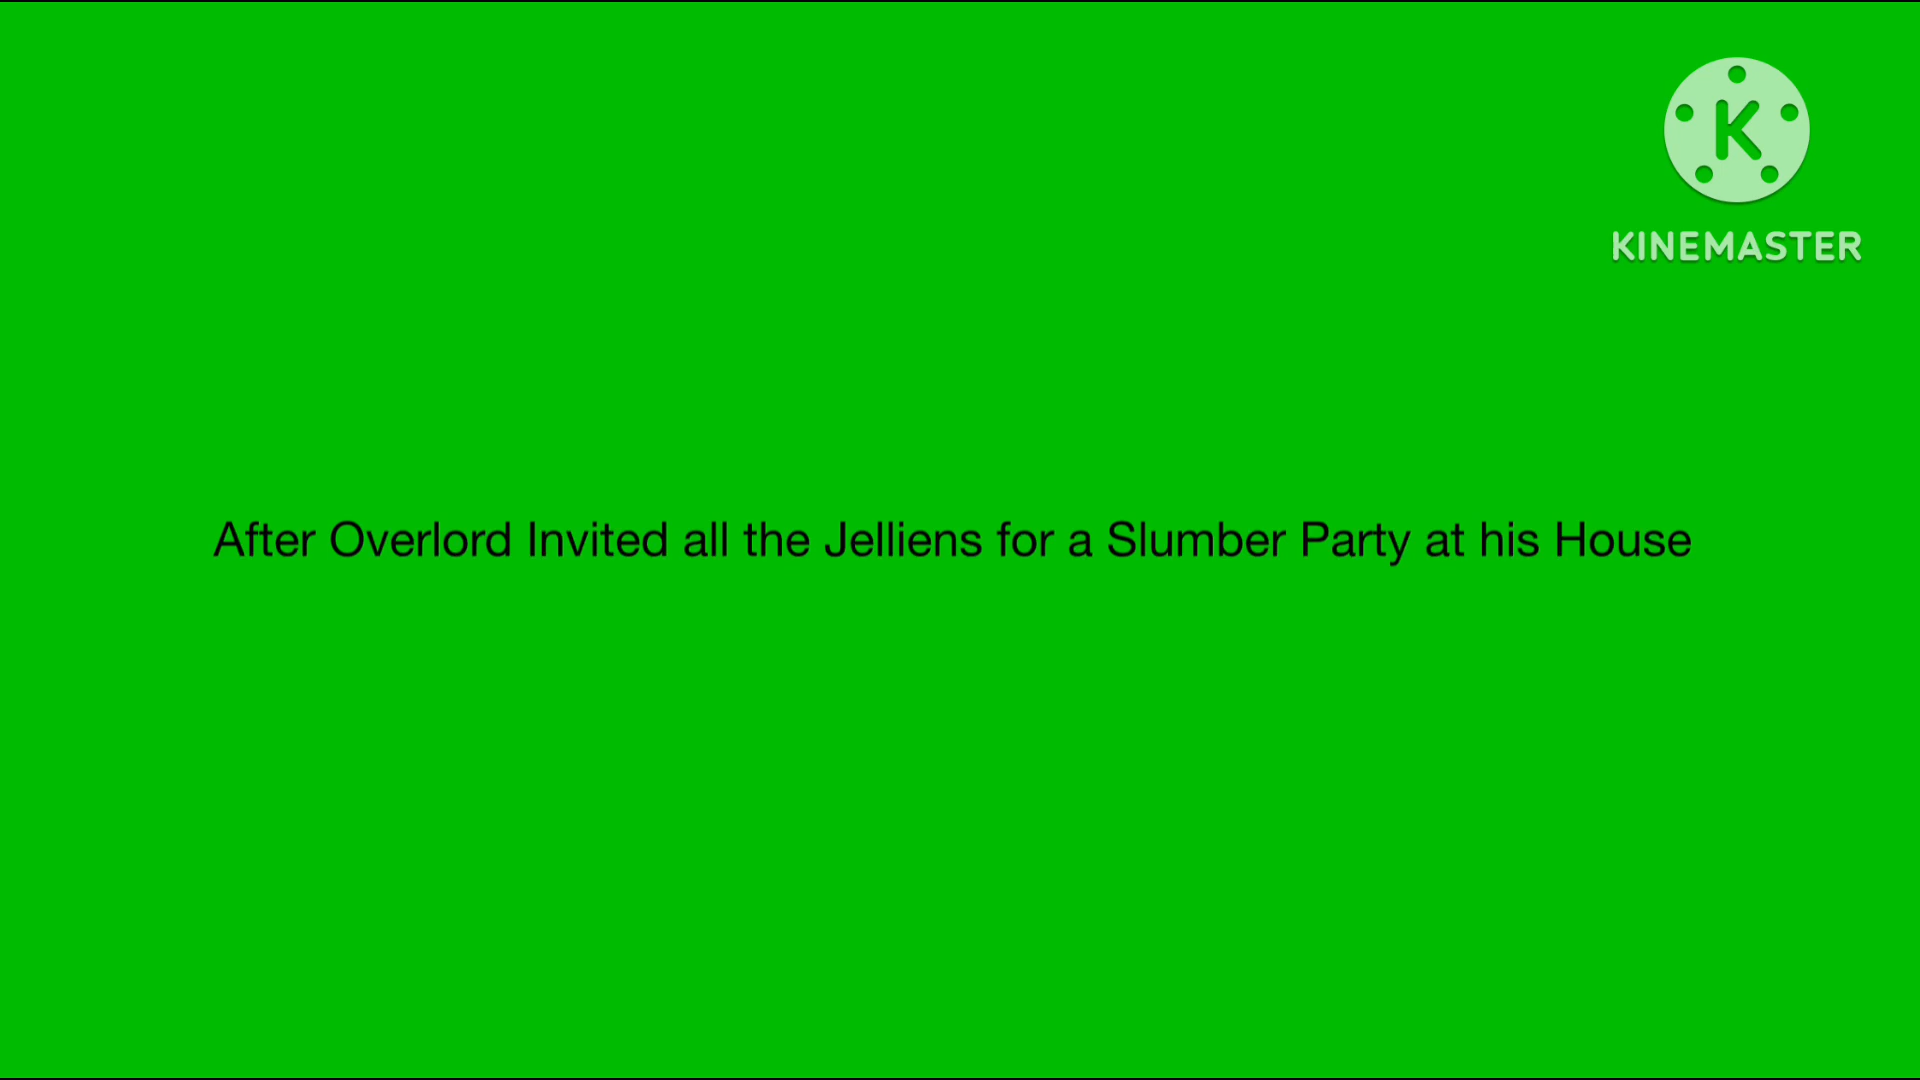 K
KINEMASTER
After Overlord Invited all the Jelliens for a Slumber Party at his House